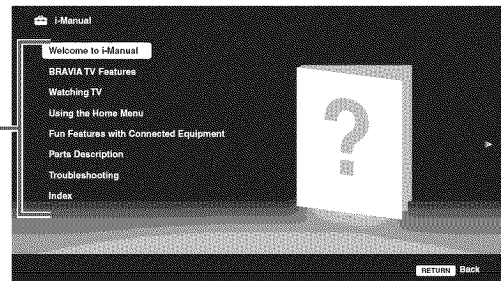 i-Manual
Welcome to i-Manual
BRAVIA TV Features
Watching TV
Using the Home Menu
Fun Features with Connected Equipment
Parts Description
Troubleshooting
Index
?
RETURN Back